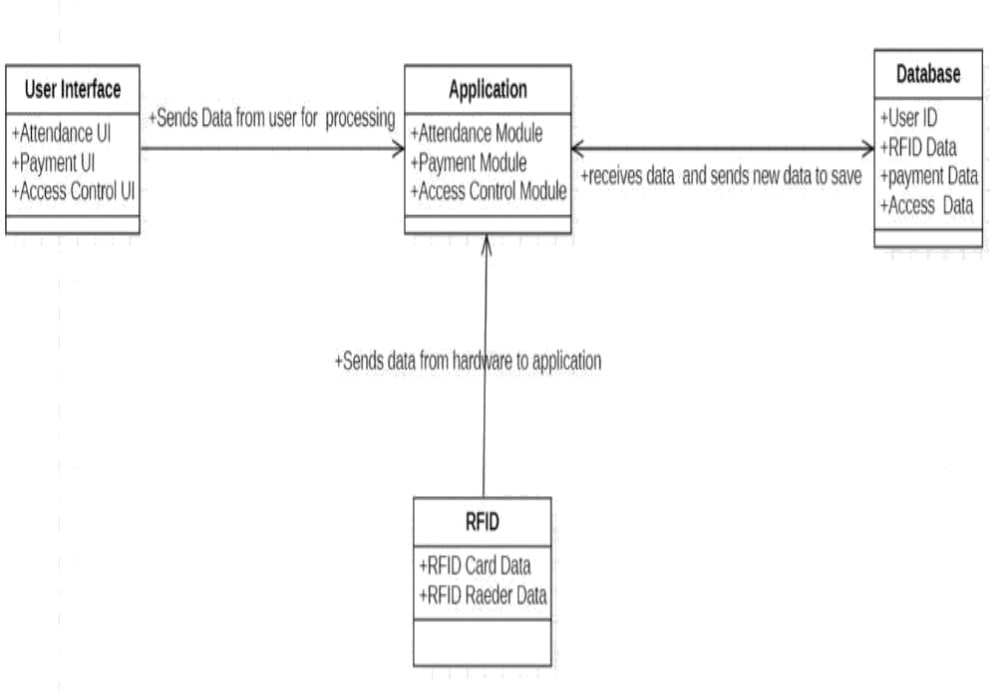 User Interface
+Attendance UI
+Payment UI
+Access Control UI
+Sends Data from user for processing
Application
+Attendance Module
+Payment Module
+Access Control Module
+receives data and sends new data to save
Database
+User ID
+RFID Data
+payment Data
+Access Data
+Sends data from hardware to application
RFID
+RFID Card Data
+RFID Raeder Data